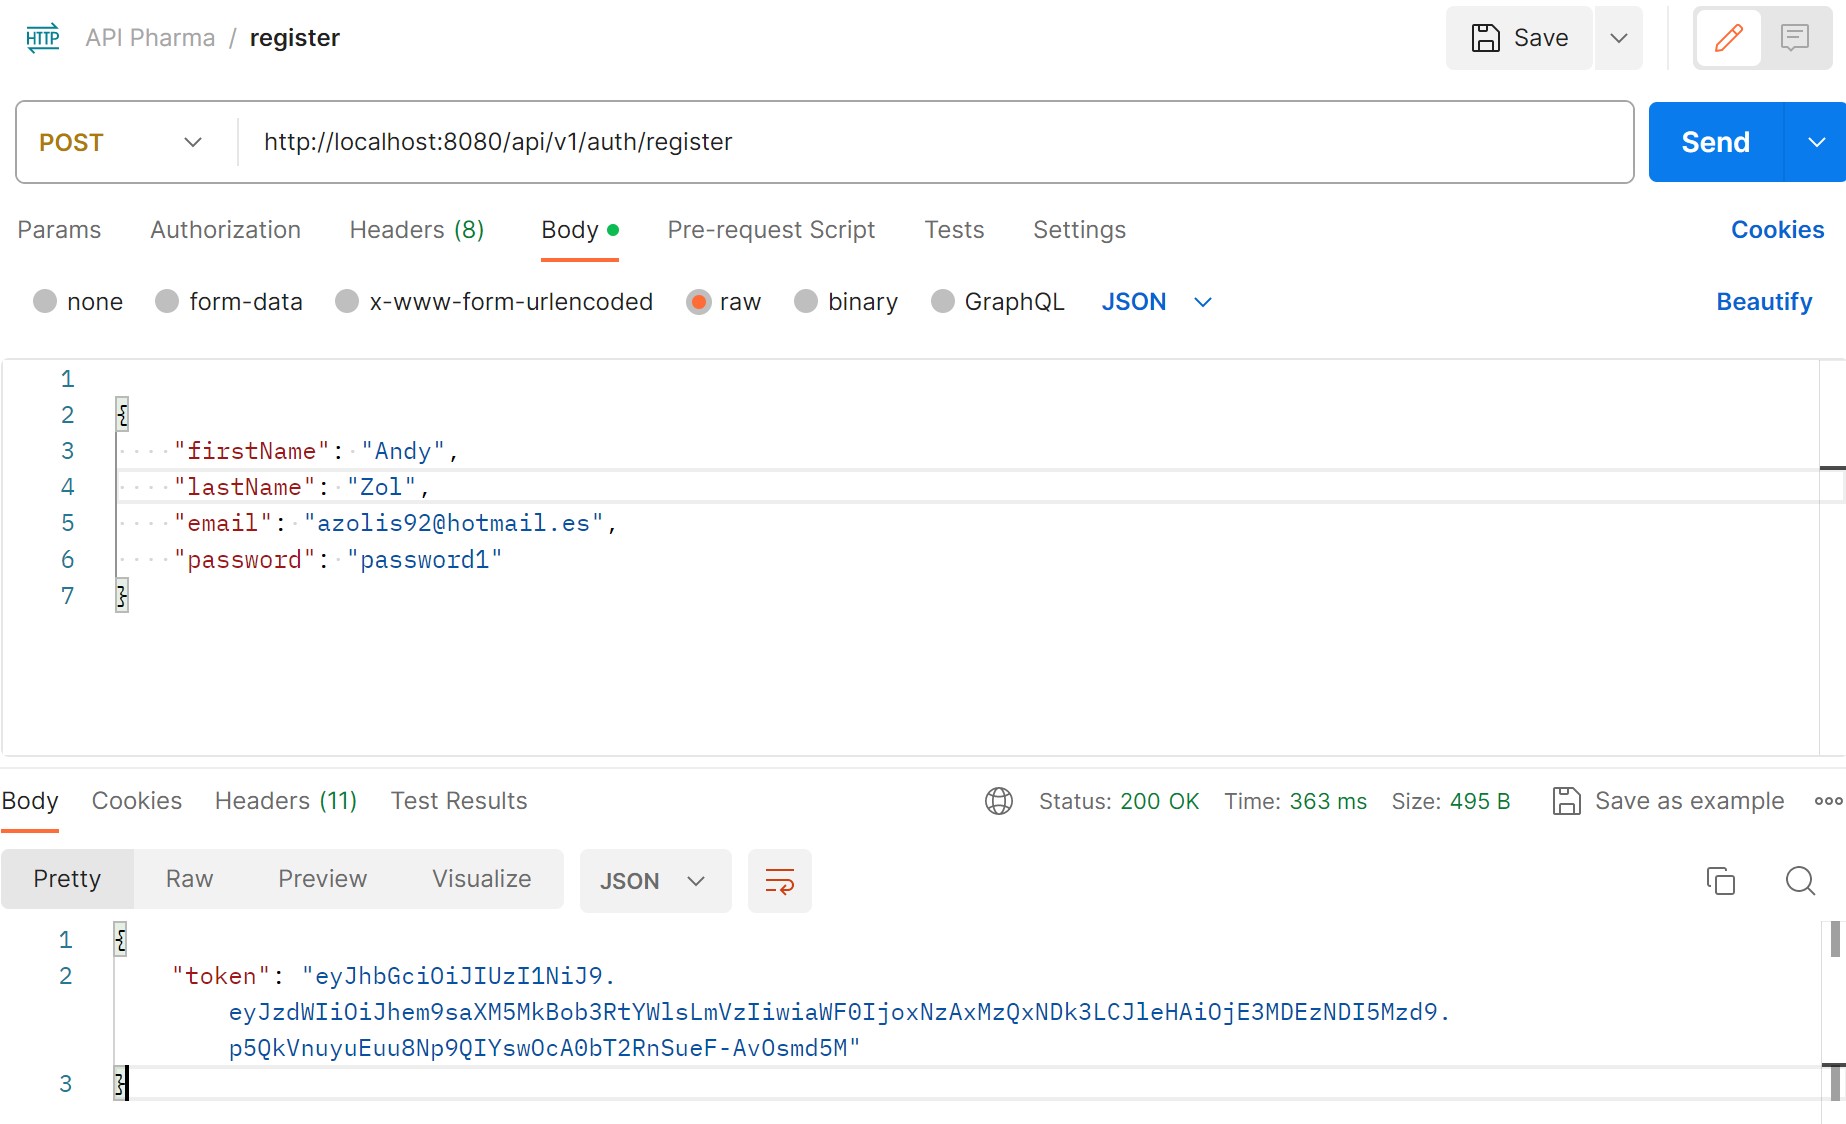 HTTP API Pharma / register Save
POST http://localhost:8080/api/v1/auth/register Send
Params Authorization Headers (8) Body Pre-request Script Tests Settings Cookies
none form-data x-www-form-urlencoded raw binary GraphQL JSON Beautify
1
2 {
3 "firstName": "Andy",
4 "lastName": "Zol",
5 "email": "azolis92@hotmail.es",
6 "password": "password1"
7 }
Body Cookies Headers (11) Test Results Status: 200 OK Time: 363 ms Size: 495 B Save as example
Pretty Raw Preview Visualize JSON
1 {
2 "token": "eyJhbGciOiJIUzI1NiJ9.
eyJzdWIiOiJhem9saXM5MkBob3RtYWlsLmVzIiwiaWF0IjoxNzAxMzQxNDk3LCJleHAiOjE3MDEzNDI5Mzd9.
p5QkVnuyuEuu8Np9QIYswOcA0bT2RnSueF-AvOsmd5M"
3 }